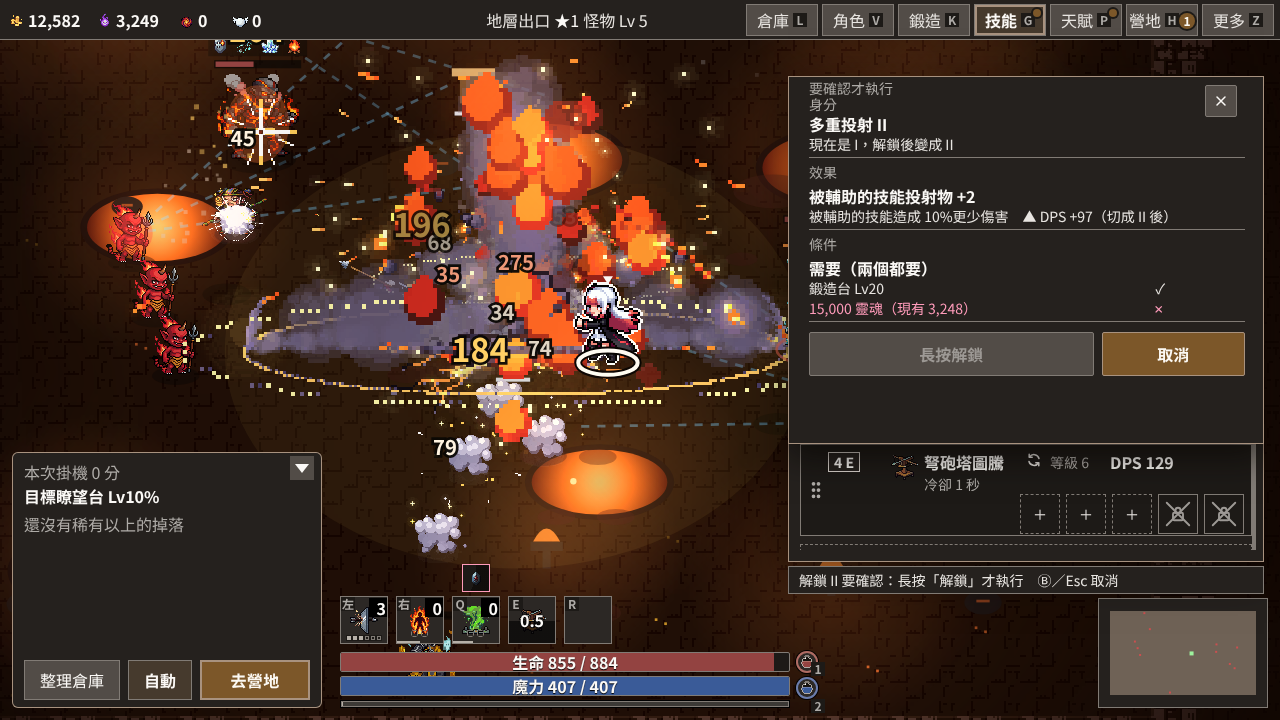 12,582 3,249 0 0
地層出口 ★1 怪物 Lv 5
倉庫 L 角色 V 鍛造 K 技能 G 天賦 P 營地 H 1 更多 Z
45
196
68
35
275
34
184
74
79
要確認才執行
身分
多重投射 II
現在是 I，解鎖後變成 II
效果
被輔助的技能投射物 +2
被輔助的技能造成 10%更少傷害 ▲ DPS +97（切成 II 後）
條件
需要（兩個都要）
鍛造台 Lv20 ✓
15,000 靈魂（現有 3,248） ×
長按解鎖 取消
4 E 弩砲塔圖騰 等級 6 DPS 129
冷卻 1 秒
+ + +
解鎖 II 要確認：長按「解鎖」才執行 Ⓑ／Esc 取消
本次掛機 0 分
目標瞭望台 Lv10%
還沒有稀有以上的掉落
整理倉庫 自動 去營地
左 3 右 0 Q 0 E 0.5 R
生命 855 / 884 1
魔力 407 / 407 2